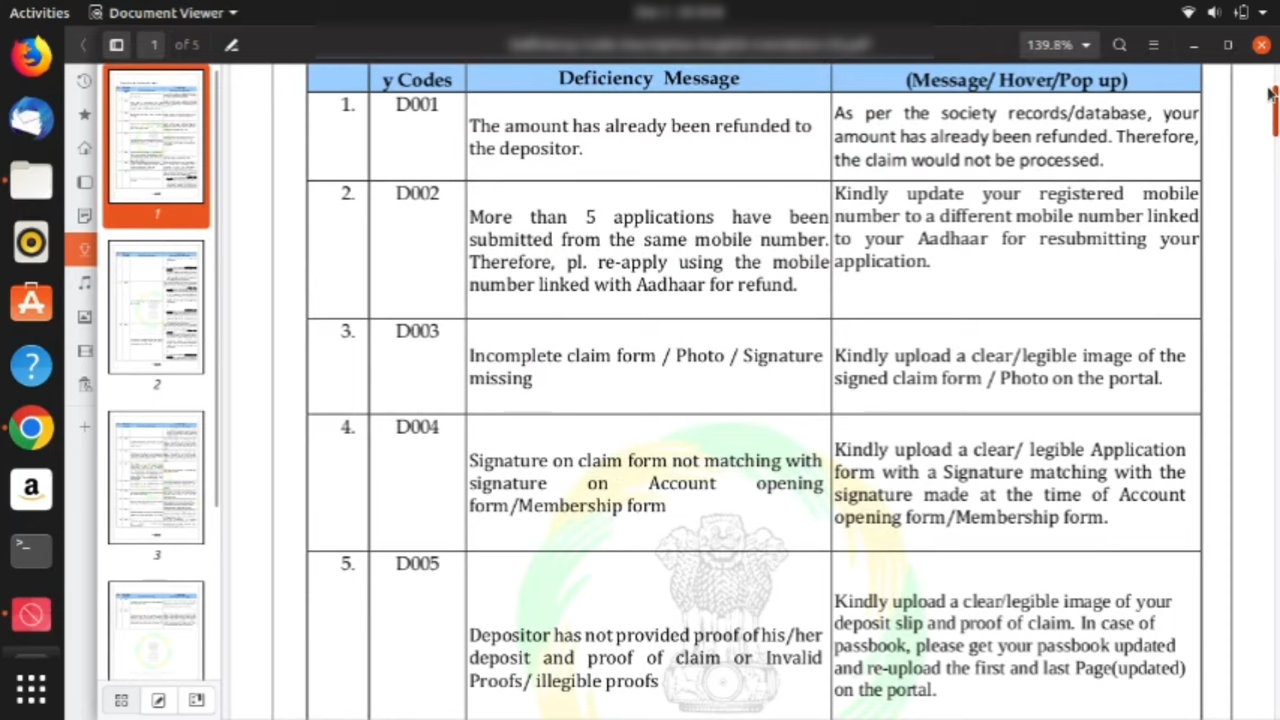 Activities
Document Viewer
1 of 5
139.8%
y Codes
Deficiency Message
(Message/ Hover/Pop up)
1.
D001
The amount has already been refunded to
the depositor.
As per the society records/database, your
amount has already been refunded. Therefore,
the claim would not be processed.
2.
D002
More than 5 applications have been
submitted from the same mobile number.
Therefore, pl. re-apply using the mobile
number linked with Aadhaar for refund.
Kindly update your registered mobile
number to a different mobile number linked
to your Aadhaar for resubmitting your
application.
3.
D003
Incomplete claim form / Photo / Signature
missing
Kindly upload a clear/legible image of the
signed claim form / Photo on the portal.
4.
D004
Signature on claim form not matching with
signature on Account opening
form/Membership form
Kindly upload a clear/ legible Application
form with a Signature matching with the
signature made at the time of Account
opening form/Membership form.
5.
D005
Depositor has not provided proof of his/her
deposit and proof of claim or Invalid
Proofs/ illegible proofs
Kindly upload a clear/legible image of your
deposit slip and proof of claim. In case of
passbook, please get your passbook updated
and re-upload the first and last Page(updated)
on the portal.
1
2
3